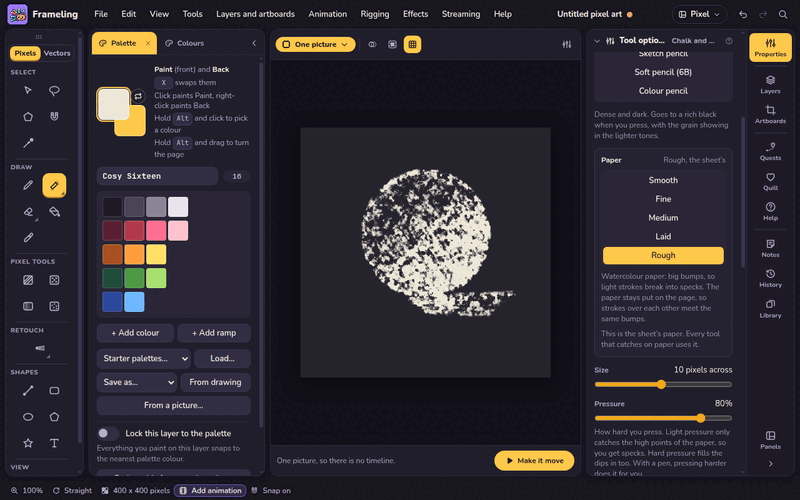 Frameling
File
Edit
View
Tools
Layers and artboards
Animation
Rigging
Effects
Streaming
Help
Untitled pixel art
Pixel
Pixels
Vectors
SELECT
DRAW
PIXEL TOOLS
RETOUCH
SHAPES
VIEW
Palette
Colours
Paint (front) and Back
X swaps them
Click paints Paint, right-
click paints Back
Hold Alt and click to pick
a colour
Hold Alt and drag to turn
the page
Cosy Sixteen
16
+ Add colour
+ Add ramp
Starter palettes...
Load...
Save as...
From drawing
From a picture...
Lock this layer to the palette
Everything you paint on this layer snaps to
the nearest palette colour.
One picture
One picture, so there is no timeline.
Make it move
Tool optio...
Chalk and ...
Sketch pencil
Soft pencil (6B)
Colour pencil
Dense and dark. Goes to a rich black
when you press, with the grain showing
in the lighter tones.
Paper
Rough, the sheet's
Smooth
Fine
Medium
Laid
Rough
Watercolour paper: big bumps, so
light strokes break into specks. The
paper stays put on the page, so
strokes over each other meet the
same bumps.
This is the sheet's paper. Every tool
that catches on paper uses it.
Size
10 pixels across
Pressure
80%
How hard you press. Light pressure only
catches the high points of the paper, so
you get specks. Hard pressure fills the
dips in too. With a pen, pressing harder
does it for you.
Properties
Layers
Artboards
Quests
Quill
Help
Notes
History
Library
Panels
100%
Straight
400 x 400 pixels
Add animation
Snap on